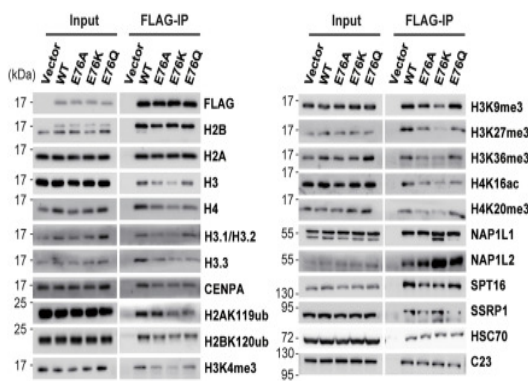 Input FLAG-IP
Vector WT E76A E76K E76Q Vector WT E76A E76K E76Q
(kDa)
17 FLAG
17 H2B
17 H2A
17 H3
17 H4
17 H3.1/H3.2
17 H3.3
17 CENPA
25
25 H2AK119ub
H2BK120ub
17 H3K4me3
Input FLAG-IP
Vector WT E76A E76K E76Q Vector WT E76A E76K E76Q
17 H3K9me3
17 H3K27me3
17 H3K36me3
17 H4K16ac
17 H4K20me3
55 NAP1L1
55 NAP1L2
130 SPT16
95 SSRP1
72 HSC70
130 C23
95